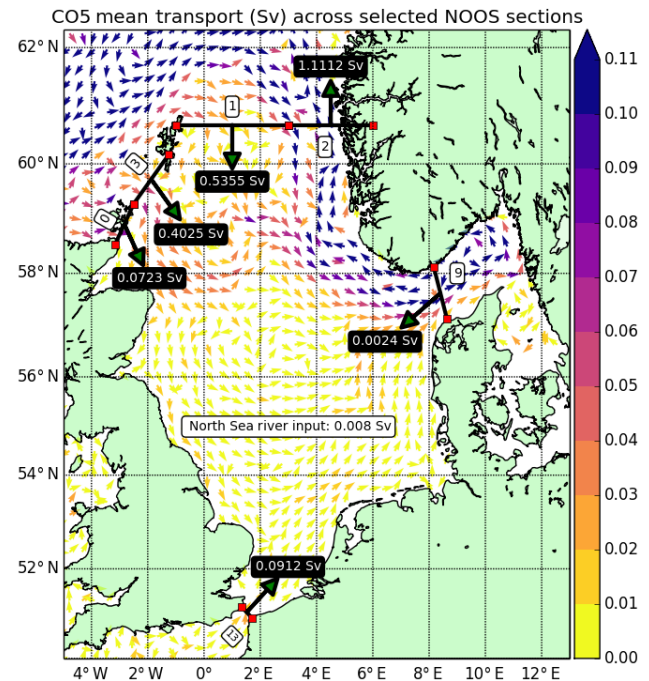 CO5 mean transport (Sv) across selected NOOS sections
62° N
60° N
58° N
56° N
54° N
52° N
4° W
2° W
0°
2° E
4° E
6° E
8° E
10° E
12° E
1.1112 Sv
1
2
0.5355 Sv
3
0.4025 Sv
0
0.0723 Sv
9
0.0024 Sv
North Sea river input: 0.008 Sv
0.0912 Sv
13
0.11
0.10
0.09
0.08
0.07
0.06
0.05
0.04
0.03
0.02
0.01
0.00